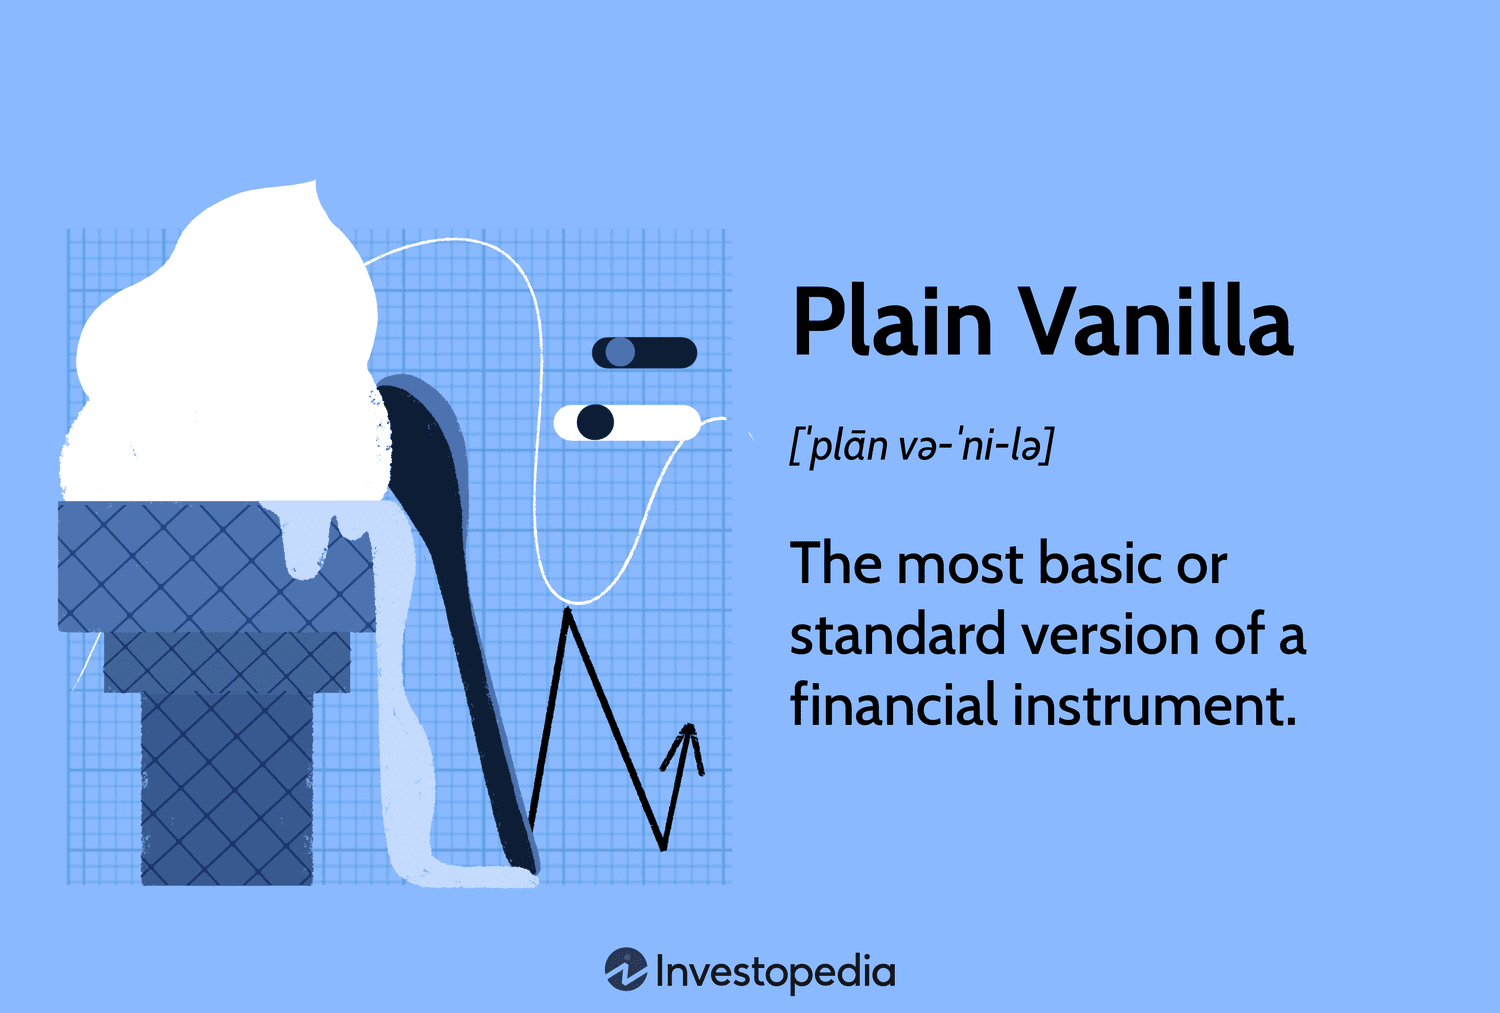 Plain Vanilla
[ˈplān və-ˈni-lə]
The most basic or
standard version of a
financial instrument.
Investopedia